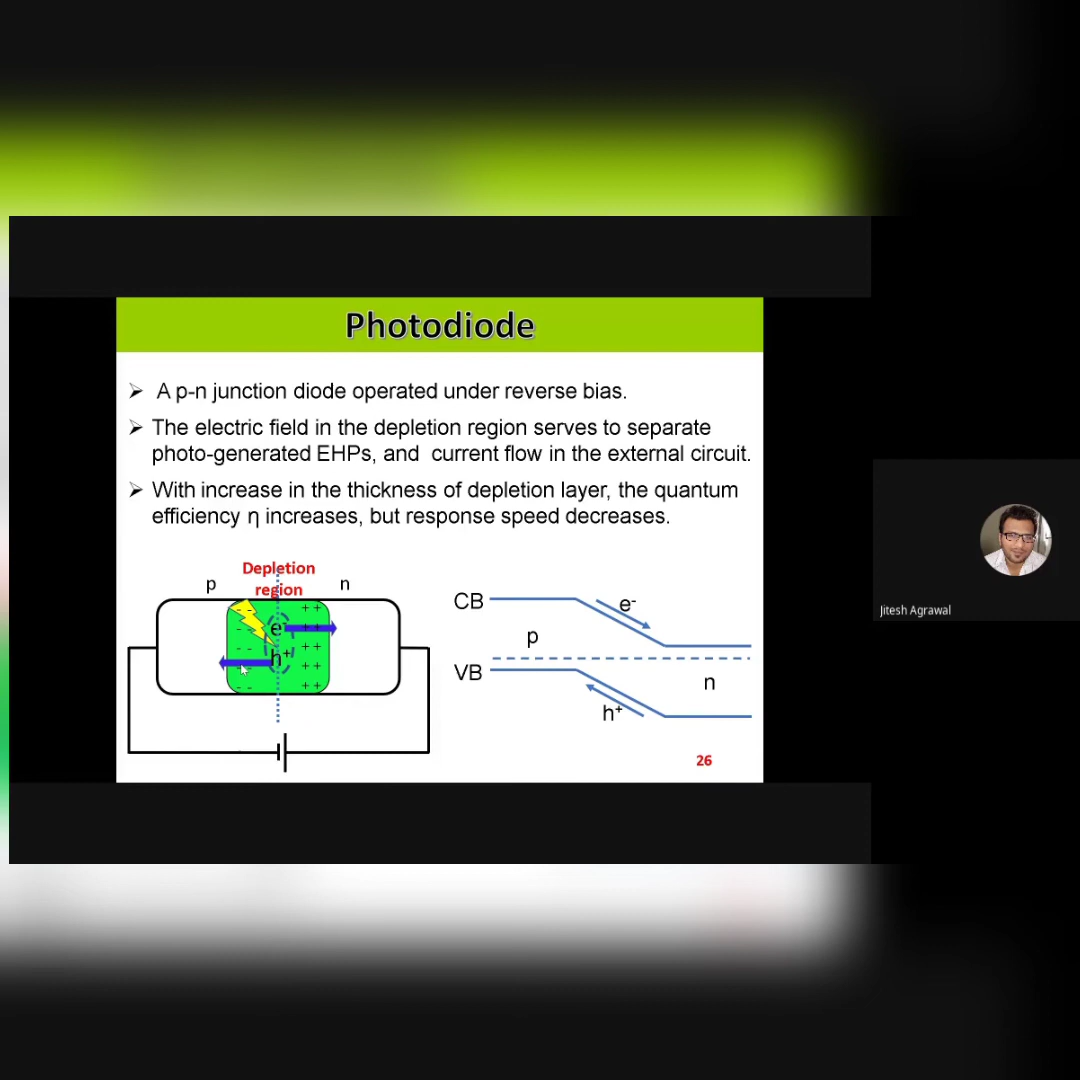 Photodiode
➢ A p-n junction diode operated under reverse bias.
➢ The electric field in the depletion region serves to separate
photo-generated EHPs, and current flow in the external circuit.
➢ With increase in the thickness of depletion layer, the quantum
efficiency η increases, but response speed decreases.
Depletion
region
p
n
- - + +
e- + +
- - + +
h+ + +
- - + +
CB
e-
p
VB
n
h+
26
Jitesh Agrawal